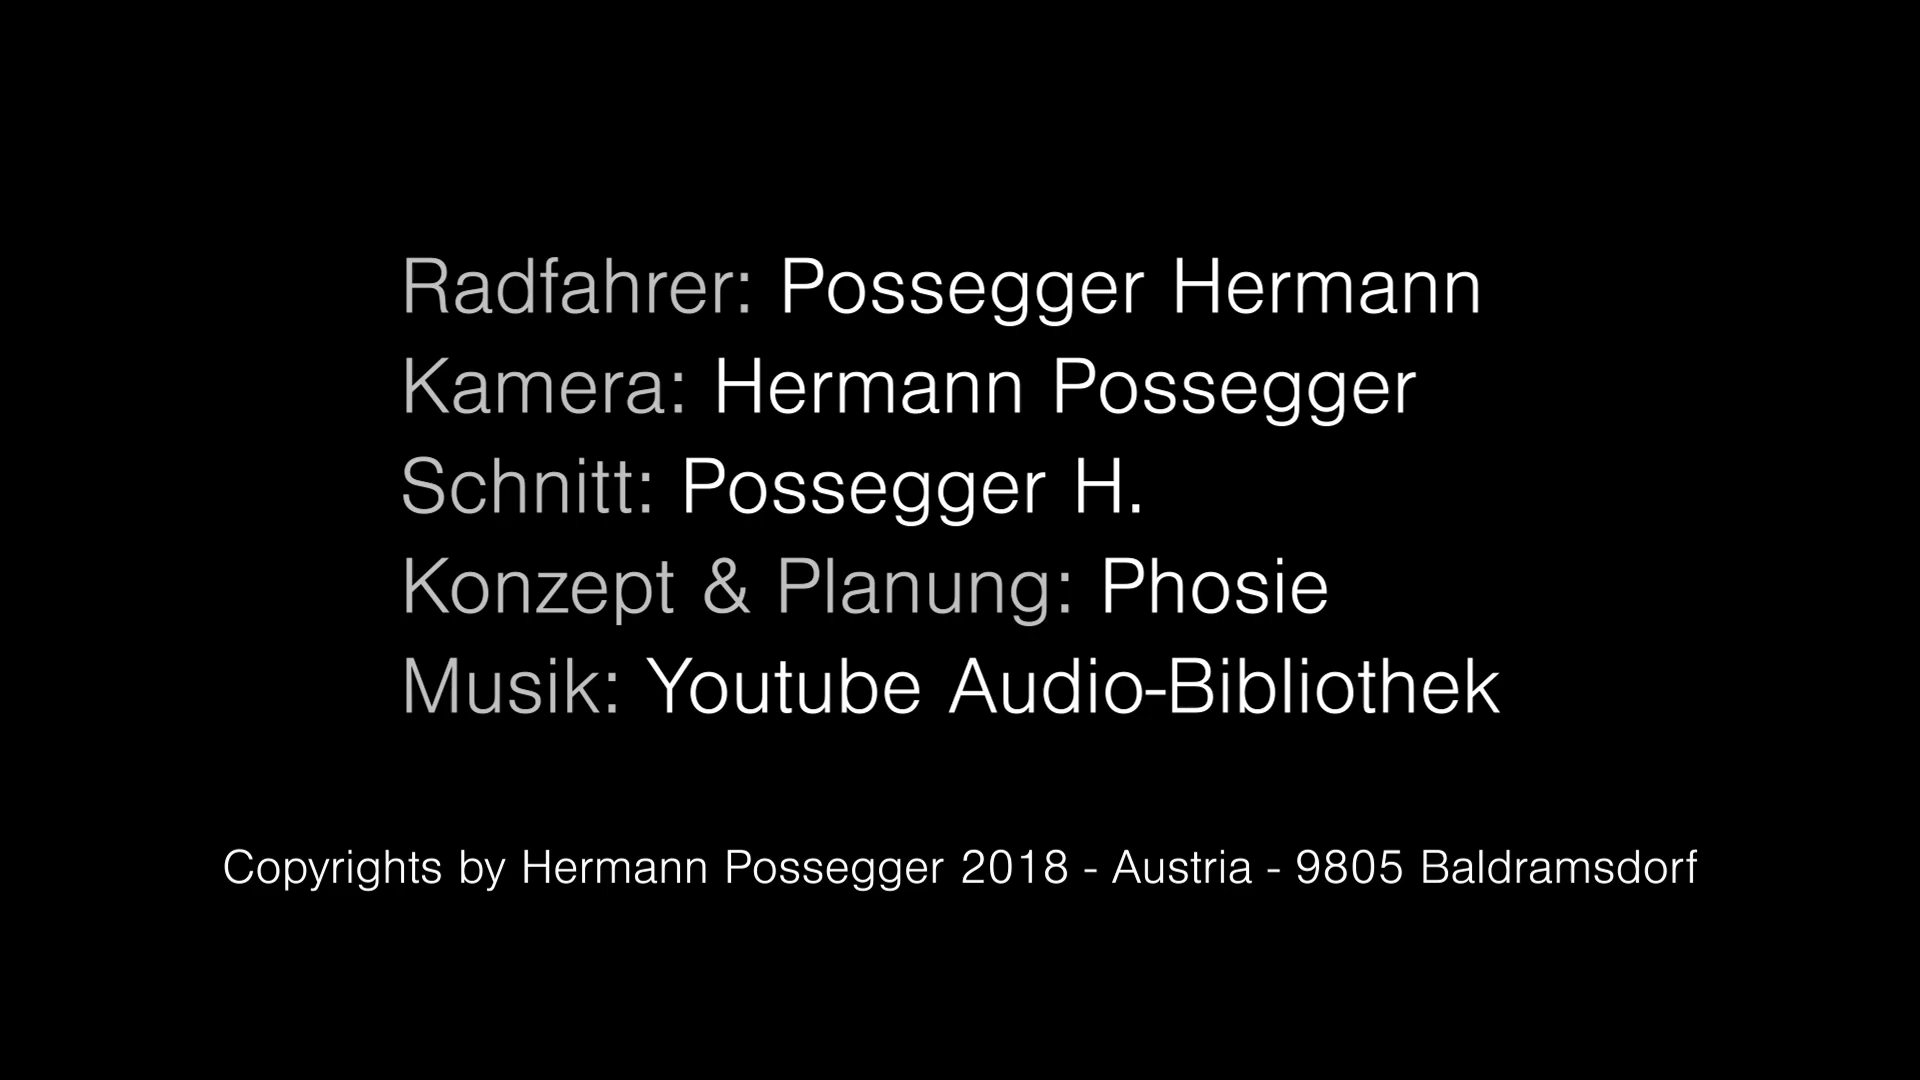 Radfahrer: Possegger Hermann
Kamera: Hermann Possegger
Schnitt: Possegger H.
Konzept & Planung: Phosie
Musik: Youtube Audio-Bibliothek
Copyrights by Hermann Possegger 2018 - Austria - 9805 Baldramsdorf